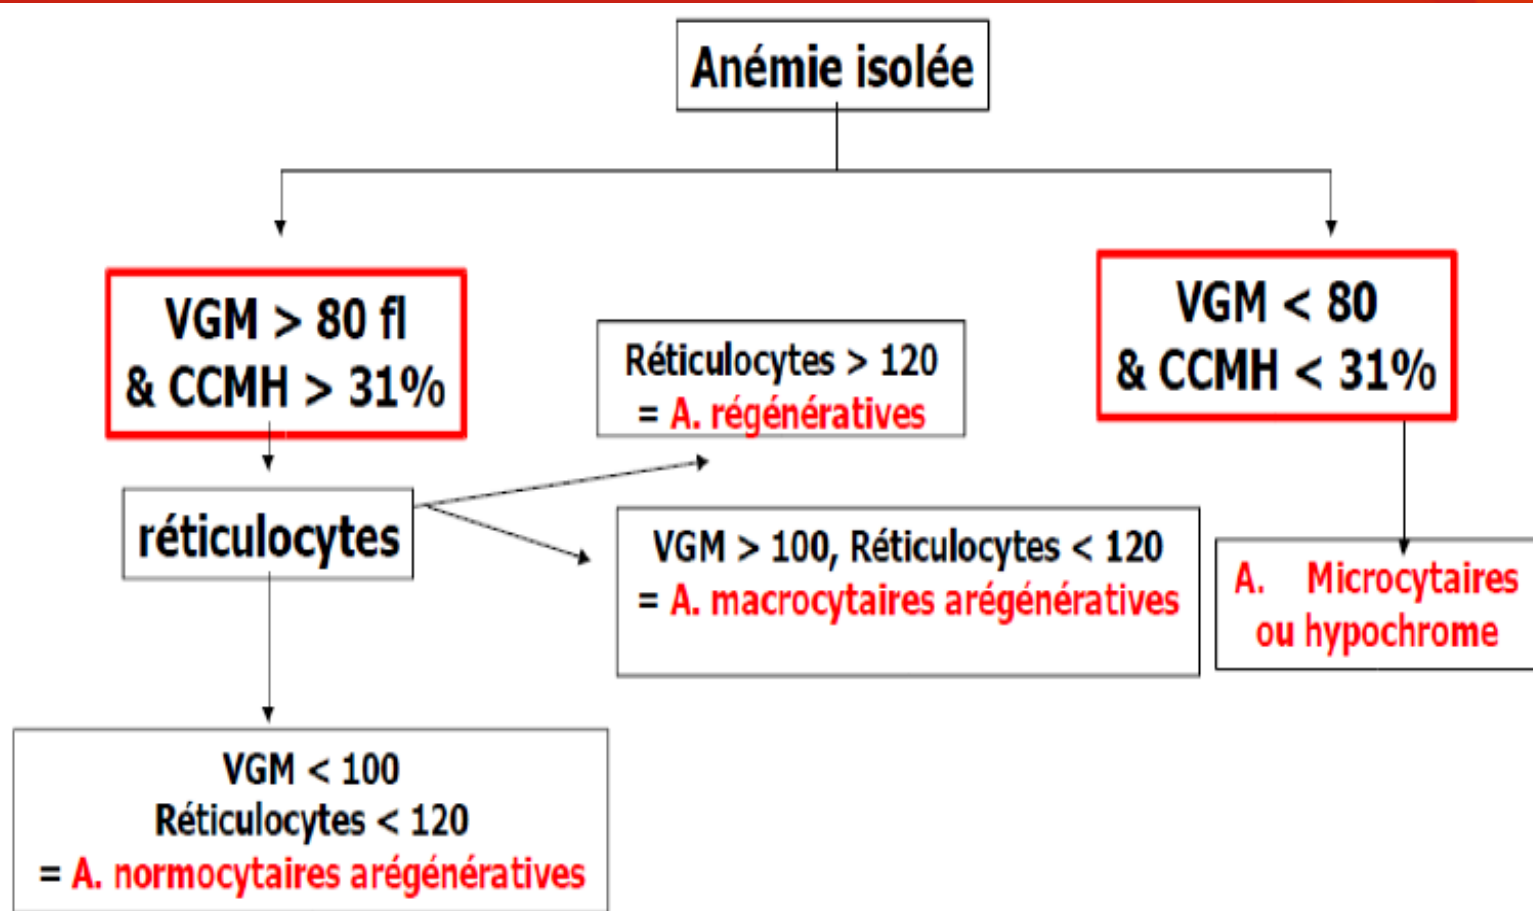 Anémie isolée
VGM > 80 fl
& CCMH > 31%
VGM < 80
& CCMH < 31%
Réticulocytes > 120
= A. régénératives
réticulocytes
VGM > 100, Réticulocytes < 120
= A. macrocytaires arégénératives
A. Microcytaires
ou hypochrome
VGM < 100
Réticulocytes < 120
= A. normocytaires arégénératives